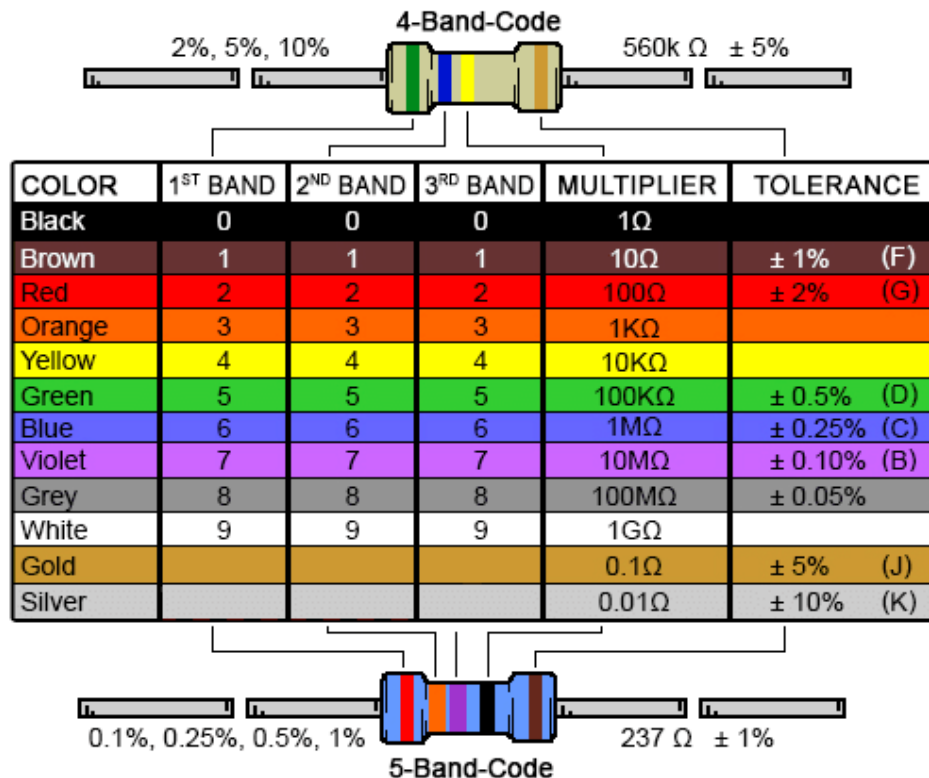 4-Band-Code
2%, 5%, 10%
560k Ω ± 5%
COLOR 1ST BAND 2ND BAND 3RD BAND MULTIPLIER TOLERANCE
Black 0 0 0 1Ω
Brown 1 1 1 10Ω ± 1% (F)
Red 2 2 2 100Ω ± 2% (G)
Orange 3 3 3 1KΩ
Yellow 4 4 4 10KΩ
Green 5 5 5 100KΩ ± 0.5% (D)
Blue 6 6 6 1MΩ ± 0.25% (C)
Violet 7 7 7 10MΩ ± 0.10% (B)
Grey 8 8 8 100MΩ ± 0.05%
White 9 9 9 1GΩ
Gold 0.1Ω ± 5% (J)
Silver 0.01Ω ± 10% (K)
0.1%, 0.25%, 0.5%, 1%
237 Ω ± 1%
5-Band-Code